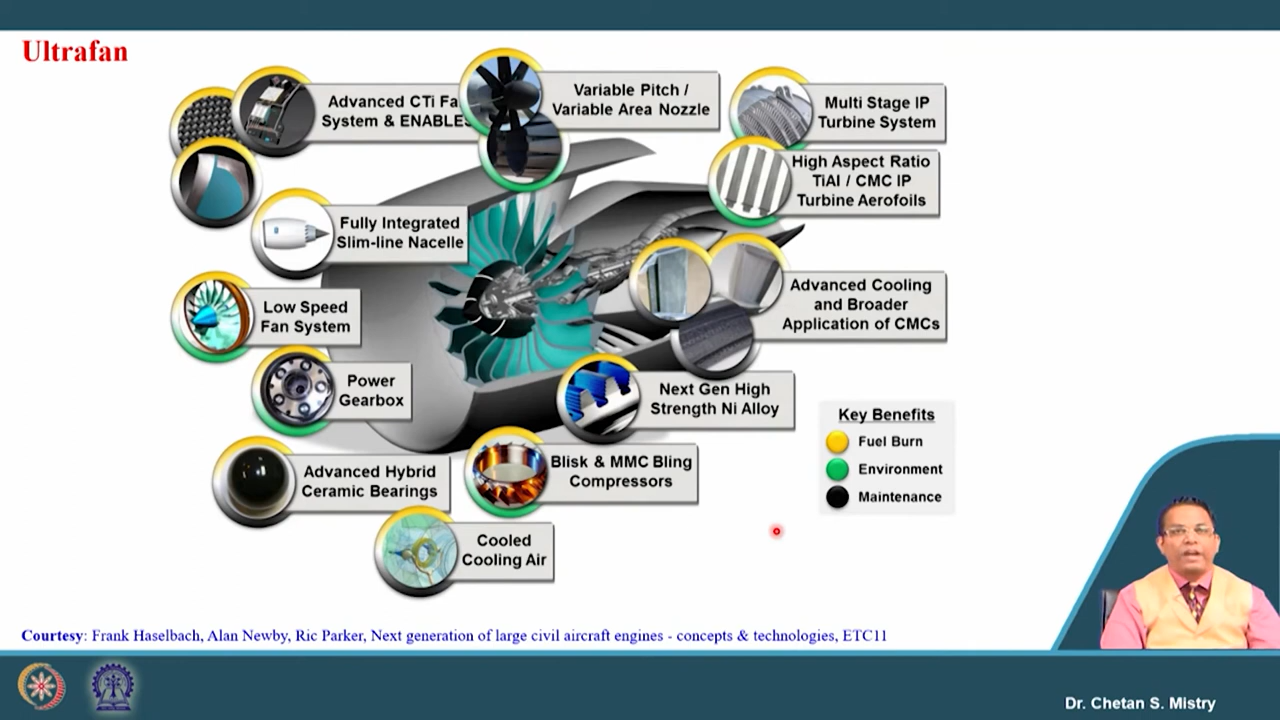 Ultrafan
Advanced CTi Fa
System & ENABLES
Variable Pitch /
Variable Area Nozzle
Multi Stage IP
Turbine System
High Aspect Ratio
TiAl / CMC IP
Turbine Aerofoils
Fully Integrated
Slim-line Nacelle
Low Speed
Fan System
Advanced Cooling
and Broader
Application of CMCs
Power
Gearbox
Next Gen High
Strength Ni Alloy
Key Benefits
Fuel Burn
Environment
Maintenance
Advanced Hybrid
Ceramic Bearings
Blisk & MMC Bling
Compressors
Cooled
Cooling Air
Courtesy: Frank Haselbach, Alan Newby, Ric Parker, Next generation of large civil aircraft engines - concepts & technologies, ETC11
Dr. Chetan S. Mistry